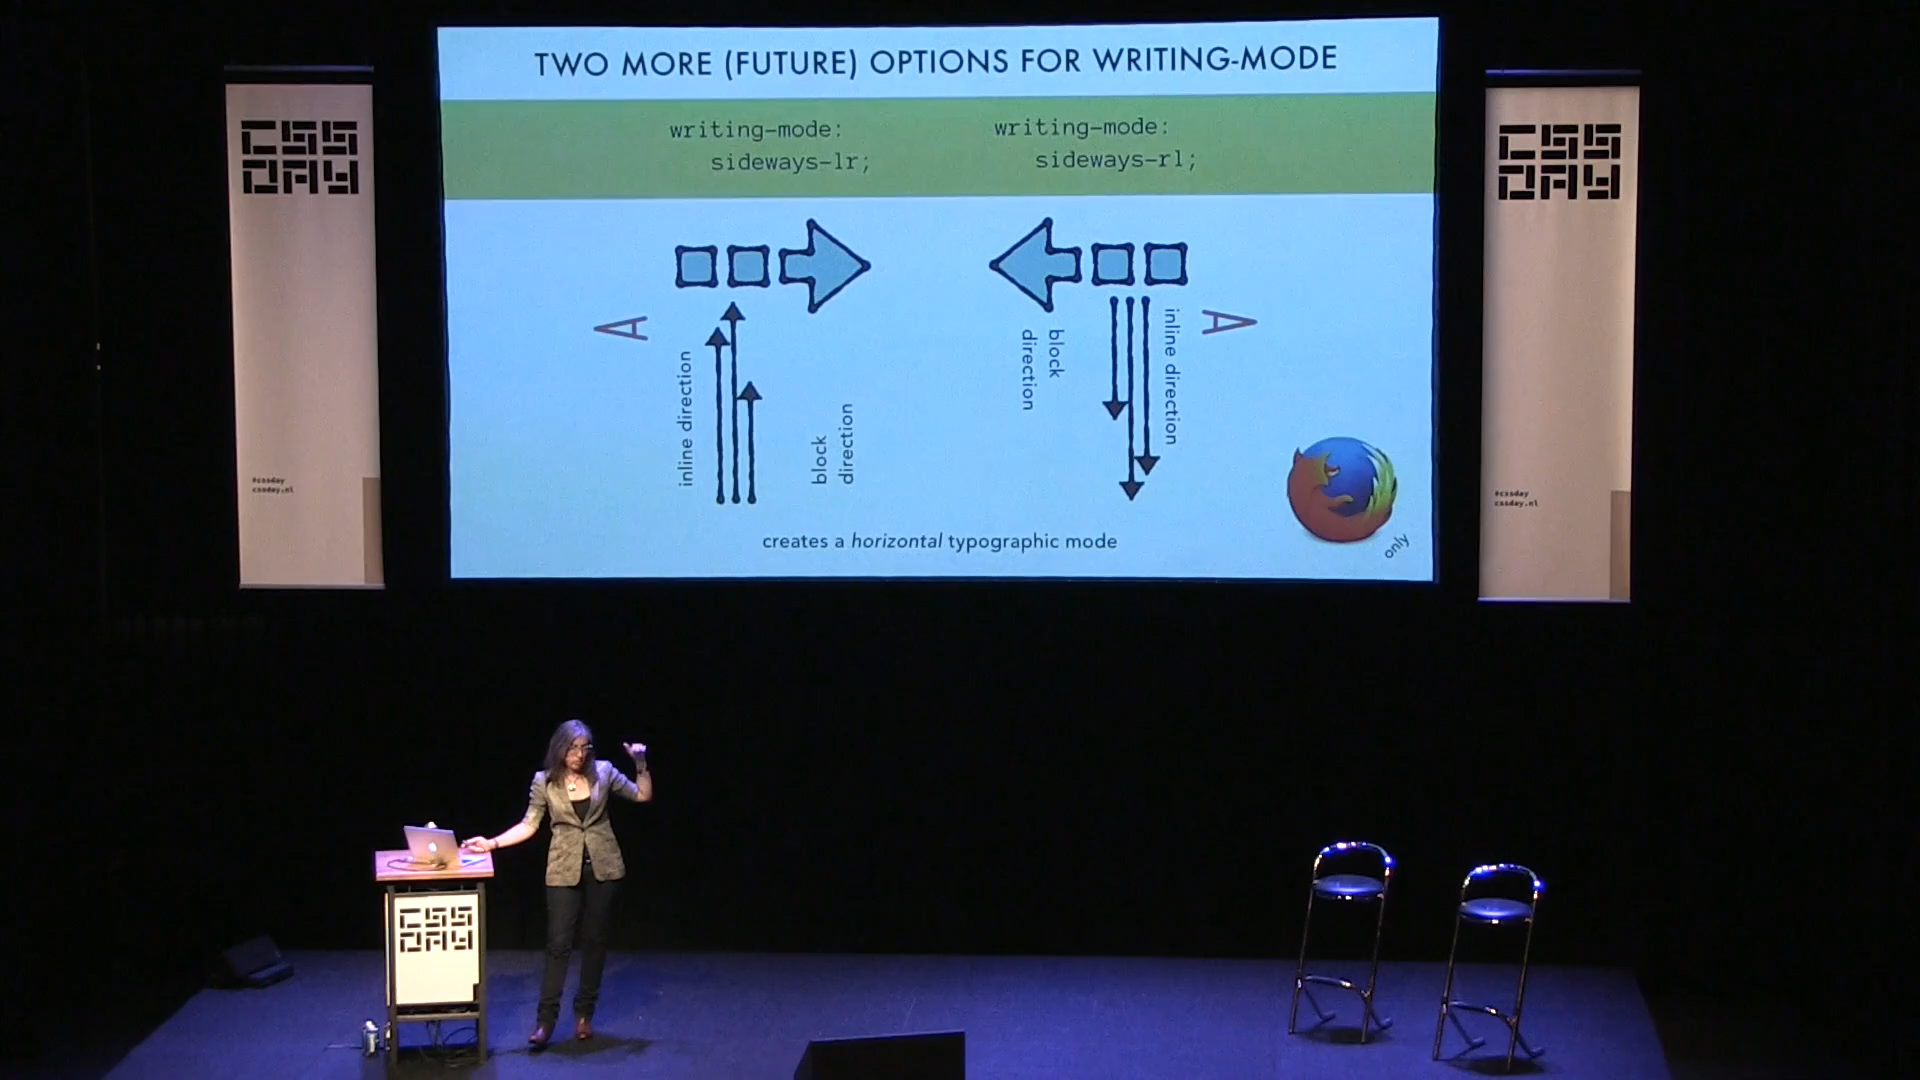 TWO MORE (FUTURE) OPTIONS FOR WRITING-MODE
writing-mode:
sideways-lr;
writing-mode:
sideways-rl;
A
inline direction
block
direction
block
direction
inline direction
A
creates a horizontal typographic mode
only
CSS
DAY
#cssday
cssday.nl
CSS
DAY
#cssday
cssday.nl
CSS
DAY